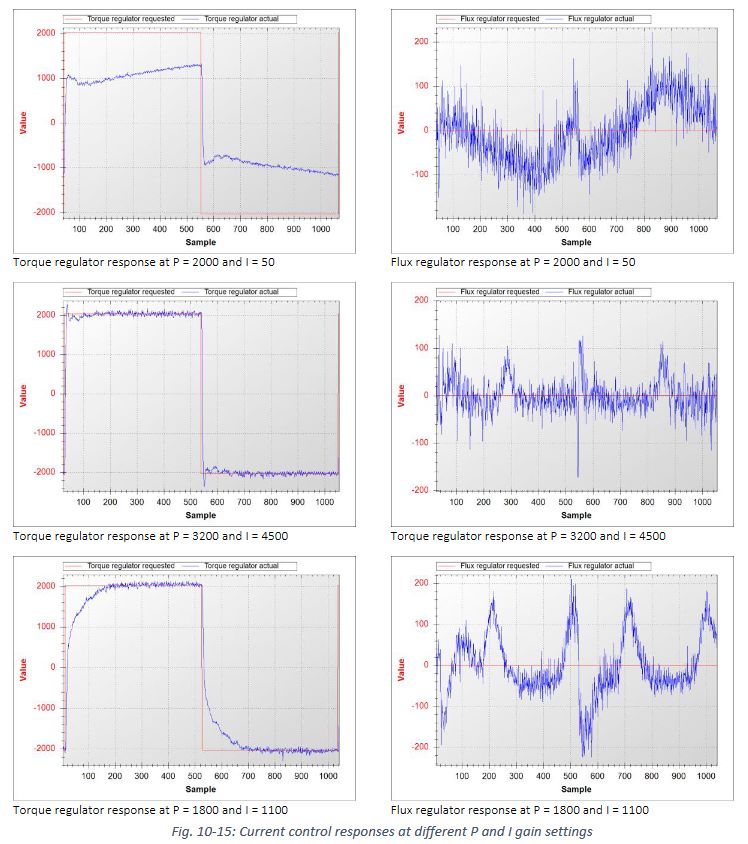 Torque regulator requested Torque regulator actual
2000
1000
0
-1000
-2000
Value
100 200 300 400 500 600 700 800 900 1000
Sample
Torque regulator response at P = 2000 and I = 50
Flux regulator requested Flux regulator actual
200
100
0
-100
Value
100 200 300 400 500 600 700 800 900 1000
Sample
Flux regulator response at P = 2000 and I = 50
Torque regulator requested Torque regulator actual
2000
1000
0
-1000
-2000
Value
100 200 300 400 500 600 700 800 900 1000
Sample
Torque regulator response at P = 3200 and I = 4500
Flux regulator requested Flux regulator actual
200
100
0
-100
-200
Value
100 200 300 400 500 600 700 800 900 1000
Sample
Torque regulator response at P = 3200 and I = 4500
Torque regulator requested Torque regulator actual
2000
1000
0
-1000
-2000
Value
100 200 300 400 500 600 700 800 900 1000
Sample
Torque regulator response at P = 1800 and I = 1100
Flux regulator requested Flux regulator actual
200
100
0
-100
-200
Value
100 200 300 400 500 600 700 800 900 1000
Sample
Flux regulator response at P = 1800 and I = 1100
Fig. 10-15: Current control responses at different P and I gain settings